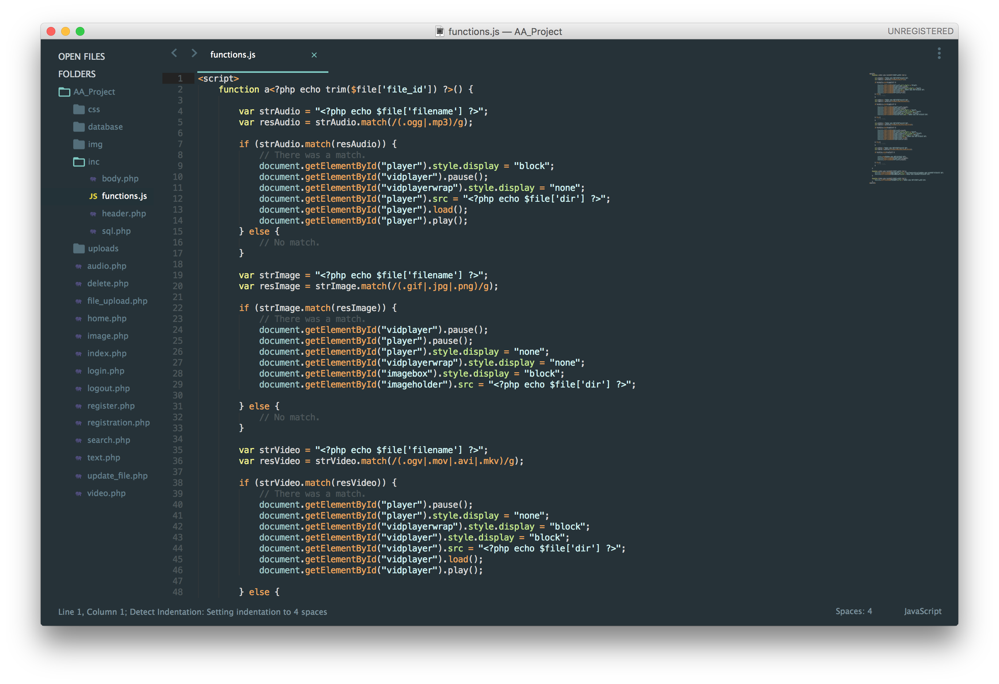 functions.js — AA_Project
UNREGISTERED
OPEN FILES
FOLDERS
AA_Project
css
database
img
inc
body.php
JS functions.js
header.php
sql.php
uploads
audio.php
delete.php
file_upload.php
home.php
image.php
index.php
login.php
logout.php
register.php
registration.php
search.php
text.php
update_file.php
video.php
functions.js ×
1 <script>
2     function a<?php echo trim($file['file_id']) ?>() {
3
4         var strAudio = "<?php echo $file['filename'] ?>";
5         var resAudio = strAudio.match(/(.ogg|.mp3)/g);
6
7         if (strAudio.match(resAudio)) {
8             // There was a match.
9             document.getElementById("player").style.display = "block";
10             document.getElementById("vidplayer").pause();
11             document.getElementById("vidplayerwrap").style.display = "none";
12             document.getElementById("player").src = "<?php echo $file['dir'] ?>";
13             document.getElementById("player").load();
14             document.getElementById("player").play();
15         } else {
16             // No match.
17         }
18
19         var strImage = "<?php echo $file['filename'] ?>";
20         var resImage = strImage.match(/(.gif|.jpg|.png)/g);
21
22         if (strImage.match(resImage)) {
23             // There was a match.
24             document.getElementById("vidplayer").pause();
25             document.getElementById("player").pause();
26             document.getElementById("player").style.display = "none";
27             document.getElementById("vidplayerwrap").style.display = "none";
28             document.getElementById("imagebox").style.display = "block";
29             document.getElementById("imageholder").src = "<?php echo $file['dir'] ?>";
30
31         } else {
32             // No match.
33         }
34
35         var strVideo = "<?php echo $file['filename'] ?>";
36         var resVideo = strVideo.match(/(.ogv|.mov|.avi|.mkv)/g);
37
38         if (strVideo.match(resVideo)) {
39             // There was a match.
40             document.getElementById("player").pause();
41             document.getElementById("player").style.display = "none";
42             document.getElementById("vidplayerwrap").style.display = "block";
43             document.getElementById("vidplayer").style.display = "block";
44             document.getElementById("vidplayer").src = "<?php echo $file['dir'] ?>";
45             document.getElementById("vidplayer").load();
46             document.getElementById("vidplayer").play();
47
48         } else {
Line 1, Column 1; Detect Indentation: Setting indentation to 4 spaces
Spaces: 4
JavaScript